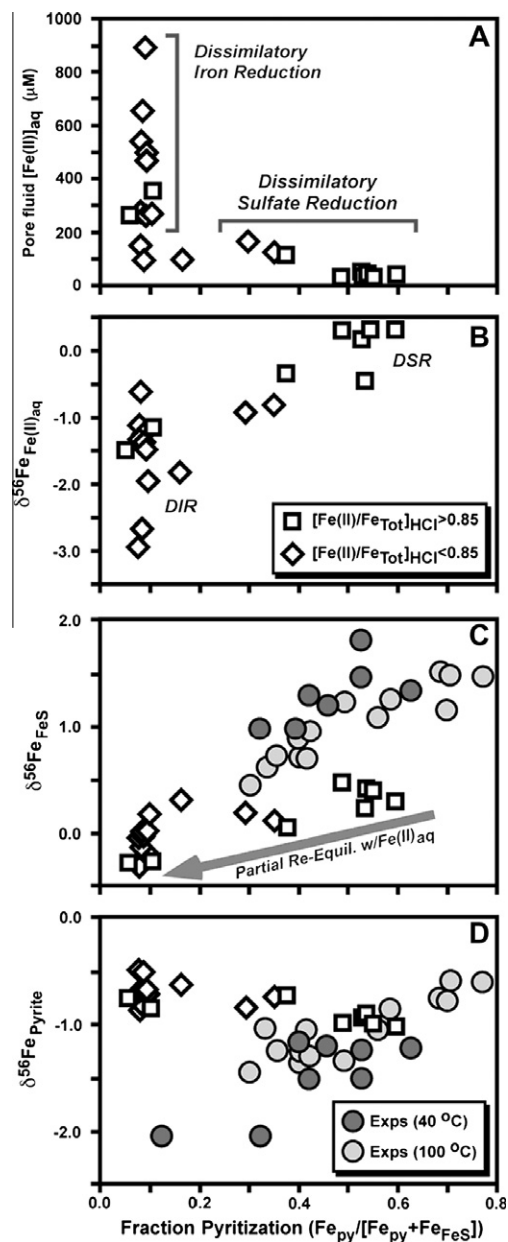 A
1000
800
600
400
200
0
Pore fluid [Fe(II)]aq (µM)
Dissimilatory
Iron Reduction
Dissimilatory
Sulfate Reduction
B
0.0
-1.0
-2.0
-3.0
δ56FeFe(II)aq
DSR
DIR
[Fe(II)/FeTot]HCl>0.85
[Fe(II)/FeTot]HCl<0.85
C
2.0
1.0
0.0
δ56FeFeS
Partial Re-Equil. w/Fe(II)aq
D
0.0
-1.0
-2.0
δ56FePyrite
Exps (40 °C)
Exps (100 °C)
0.0 0.2 0.4 0.6 0.8
Fraction Pyritization (Fepy/[Fepy+FeFeS])